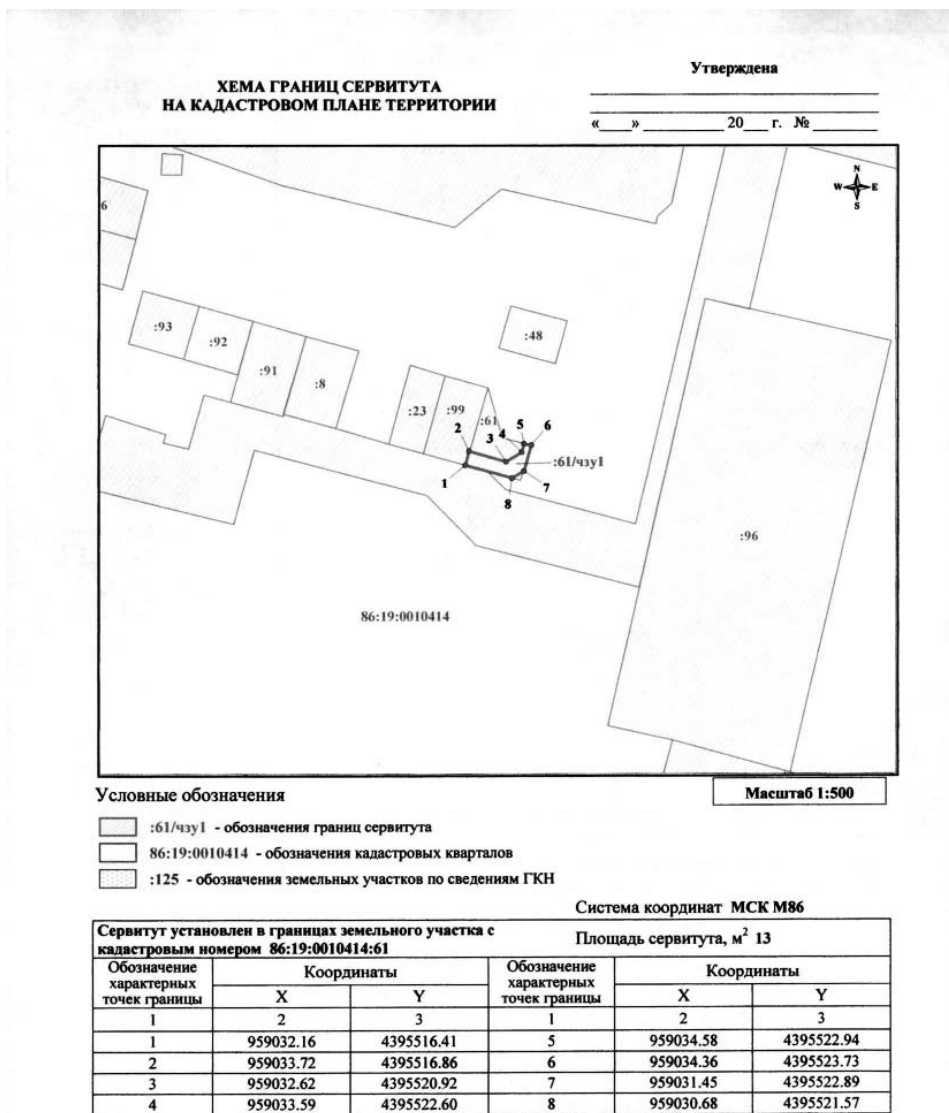 Утверждена
ХЕМА ГРАНИЦ СЕРВИТУТА
НА КАДАСТРОВОМ ПЛАНЕ ТЕРРИТОРИИ
«____» __________ 20___ г. № ________
N
W E
S
6
:93
:92
:91
:8
:48
:23
:99
:61
2
3
4
5
6
:61/чзу1
1
7
8
:96
86:19:0010414
Условные обозначения
Масштаб 1:500
:61/чзу1 - обозначения границ сервитута
86:19:0010414 - обозначения кадастровых кварталов
:125 - обозначения земельных участков по сведениям ГКН
Система координат МСК М86
Сервитут установлен в границах земельного участка с
кадастровым номером 86:19:0010414:61
Площадь сервитута, м² 13
Обозначение характерных точек границы Координаты Обозначение характерных точек границы Координаты
X Y X Y
1 2 3 1 2 3
1 959032.16 4395516.41 5 959034.58 4395522.94
2 959033.72 4395516.86 6 959034.36 4395523.73
3 959032.62 4395520.92 7 959031.45 4395522.89
4 959033.59 4395522.60 8 959030.68 4395521.57